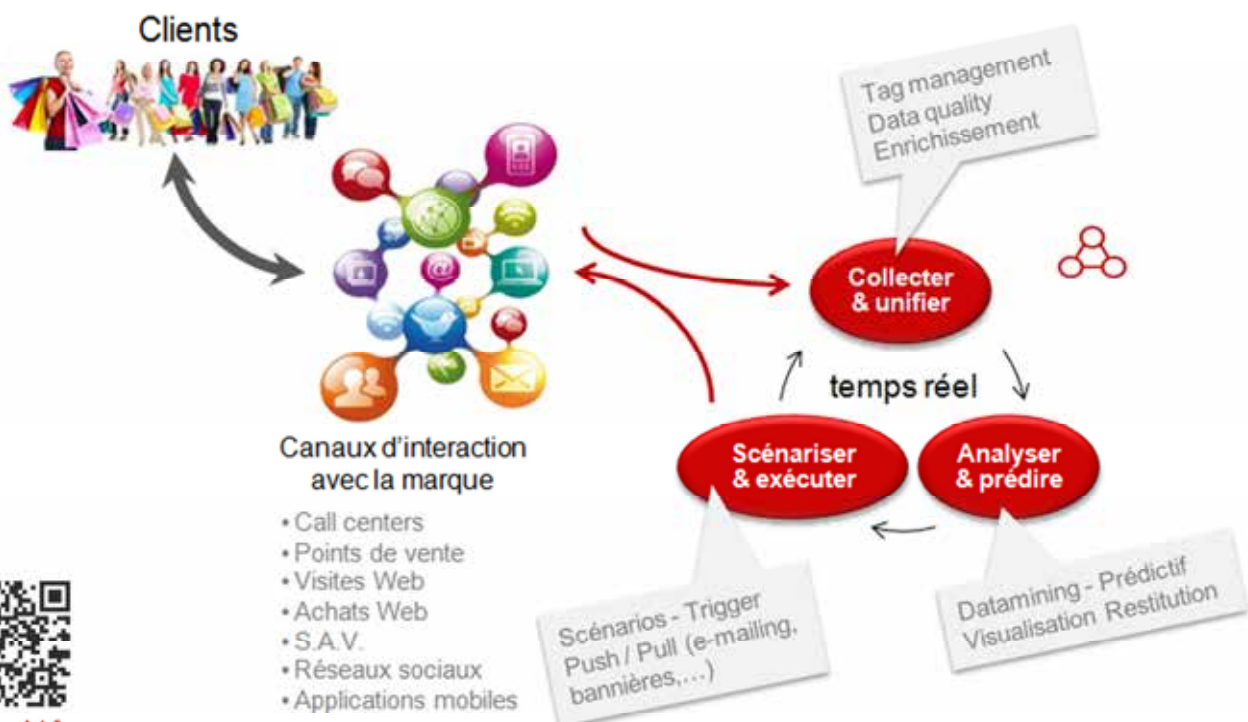 Clients
Tag management
Data quality
Enrichissement
Collecter
& unifier
temps réel
Scénariser
& exécuter
Analyser
& prédire
Canaux d'interaction
avec la marque
• Call centers
• Points de vente
• Visites Web
• Achats Web
• S.A.V.
• Réseaux sociaux
• Applications mobiles
Scénarios - Trigger
Push / Pull (e-mailing,
bannières,…)
Datamining - Prédictif
Visualisation Restitution